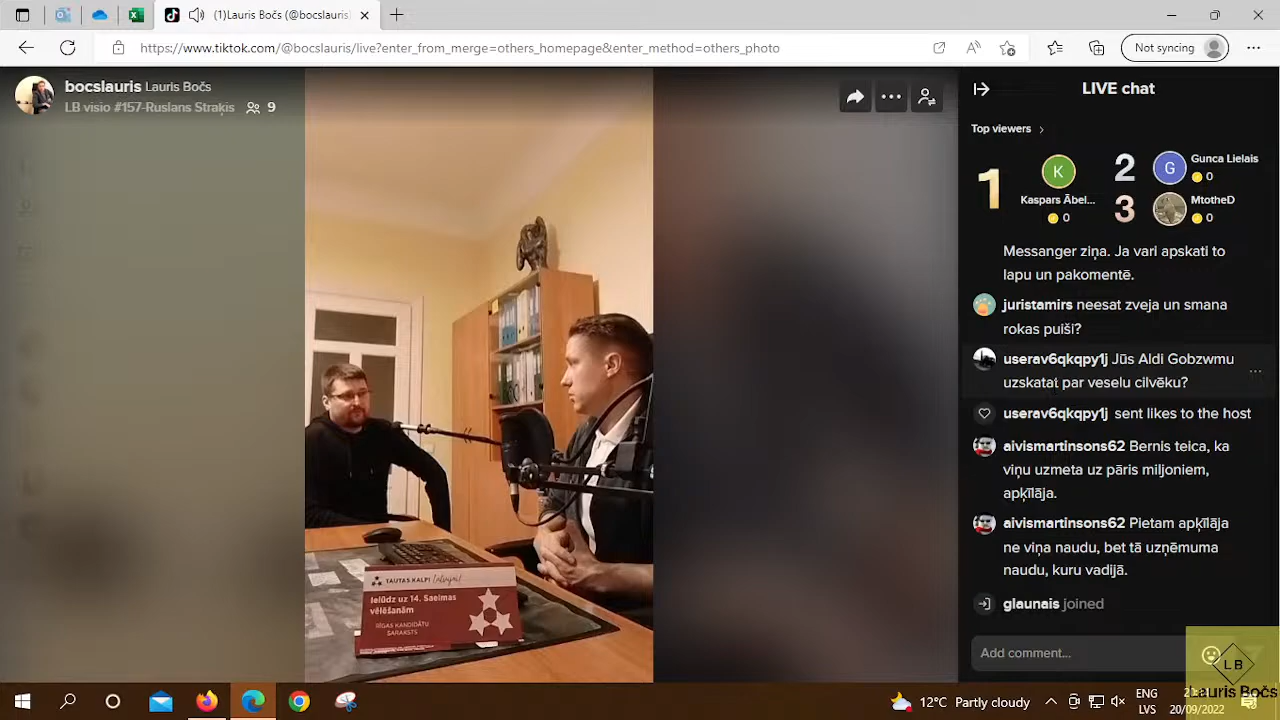 (1)Lauris Bočs (@bocslauris
https://www.tiktok.com/@bocslauris/live?enter_from_merge=others_homepage&enter_method=others_photo
Not syncing
bocslauris Lauris Bočs
LB visio #157-Ruslans Straķis 9
TAUTAS KALPI Latvijai
Ielūdz uz 14. Saeimas
vēlēšanām
RĪGAS KANDIDĀTU
SARAKSTS
LIVE chat
Top viewers
1
K
Kaspars Ābel...
0
2
G
Gunca Lielais
0
3
MtotheD
0
Messanger ziņa. Ja vari apskati to
lapu un pakomentē.
juristamirs neesat zveja un smana
rokas puiši?
userav6qkqpy1j Jūs Aldi Gobzwmu
uzskatat par veselu cilvēku?
userav6qkqpy1j sent likes to the host
aivismartinsons62 Bernis teica, ka
viņu uzmeta uz pāris miljoniem,
apķīlāja.
aivismartinsons62 Pietam apķīlāja
ne viņa naudu, bet tā uzņēmuma
naudu, kuru vadījā.
glaunais joined
Add comment...
LB
Lauris Bočs
12°C Partly cloudy
ENG
LVS
20/09/2022